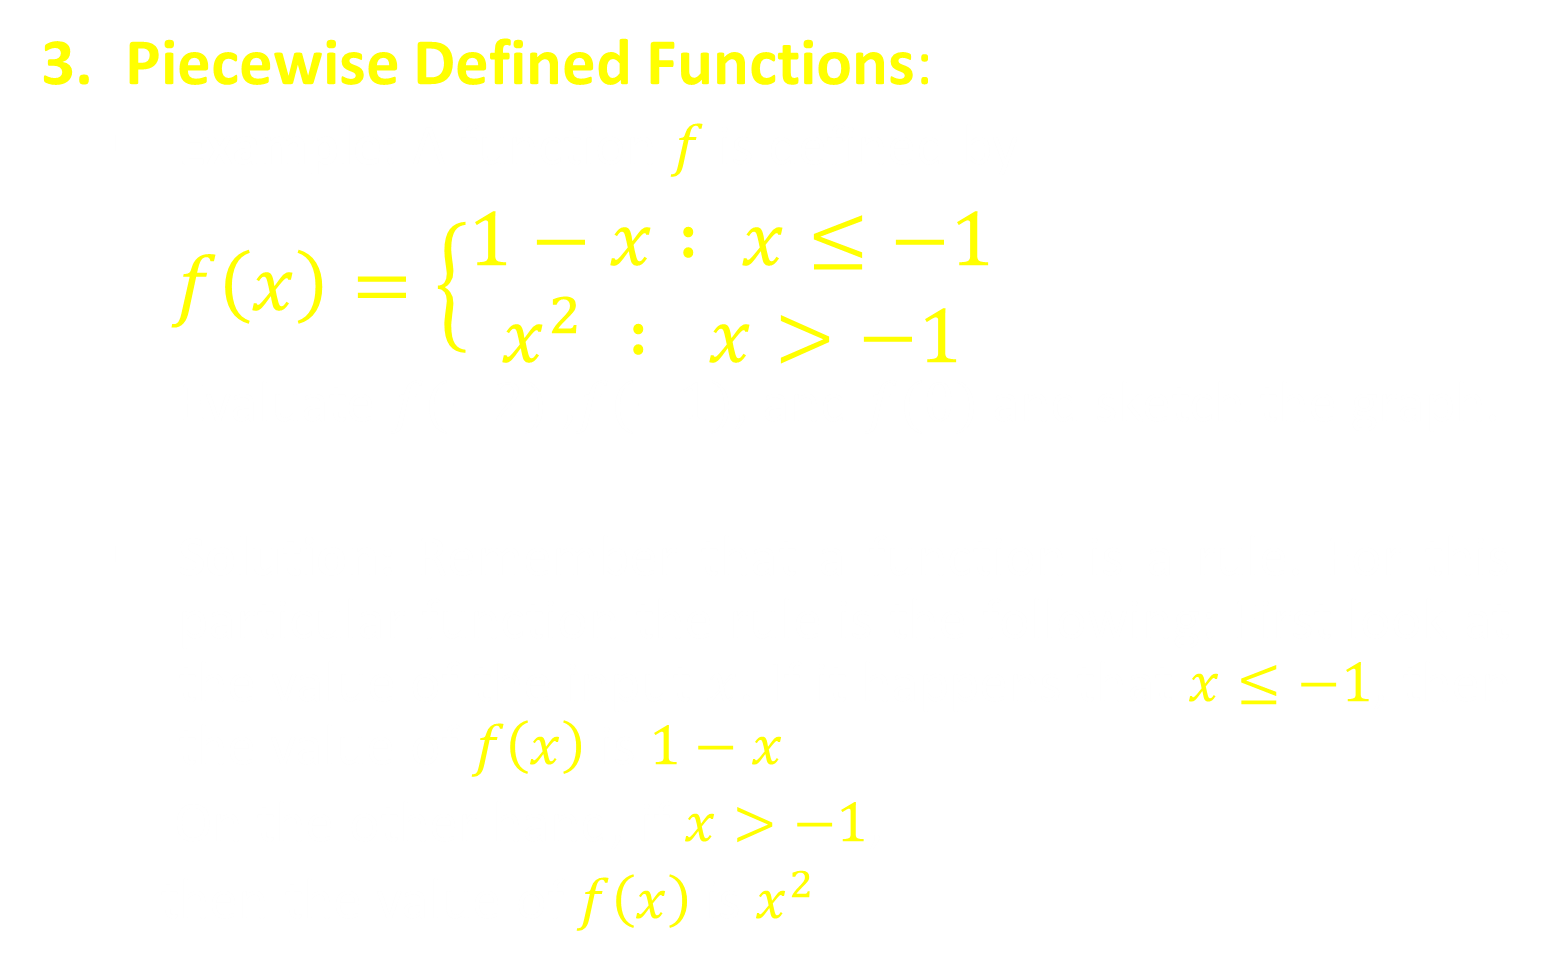 3. Piecewise Defined Functions:
f
f(x) = {1 − x : x ≤ −1
x² : x > −1
x ≤ −1
f(x) 1 − x
x > −1
f(x) x²